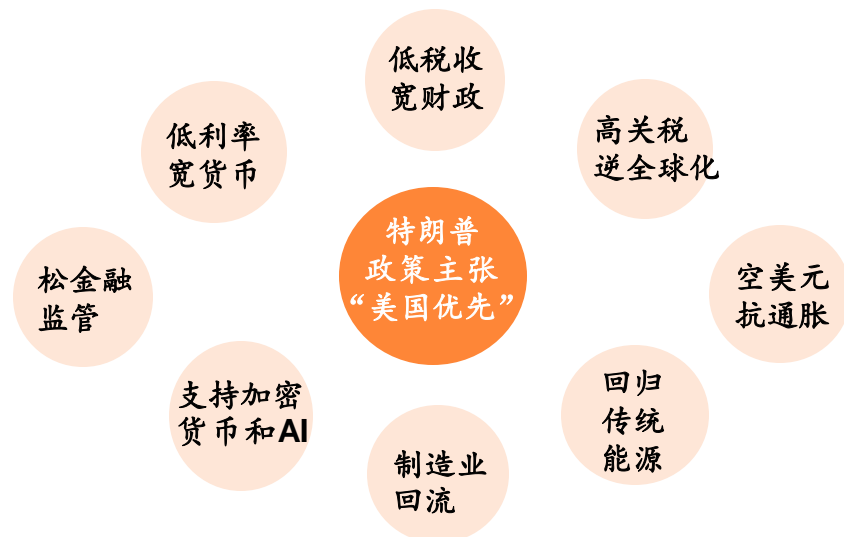 低税收
宽财政
低利率
宽货币
高关税
逆全球化
特朗普
政策主张
“美国优先”
松金融
监管
空美元
抗通胀
支持加密
货币和AI
回归
传统
能源
制造业
回流